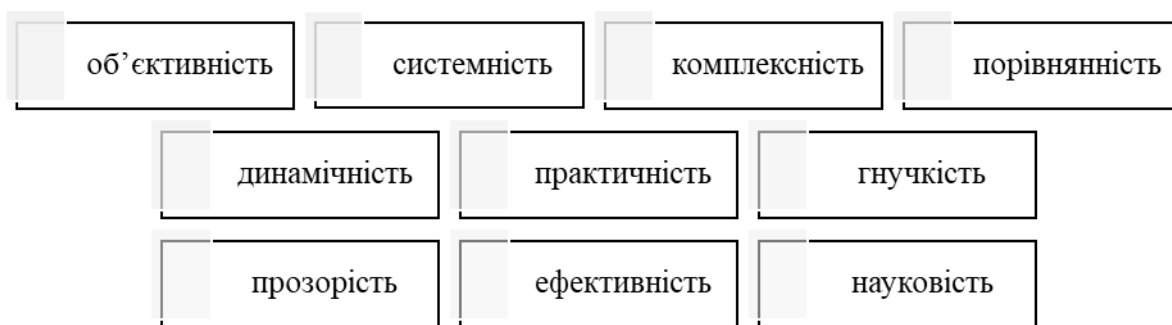 об’єктивність системність комплексність порівнянність
динамічність практичність гнучкість
прозорість ефективність науковість